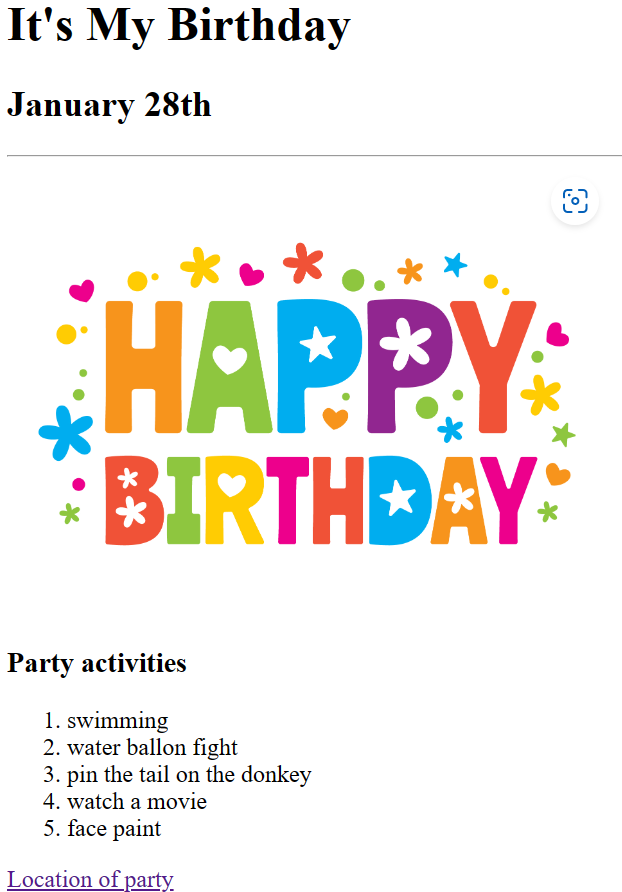 It's My Birthday
January 28th
HAPPY
BIRTHDAY
Party activities
1. swimming
2. water ballon fight
3. pin the tail on the donkey
4. watch a movie
5. face paint
Location of party